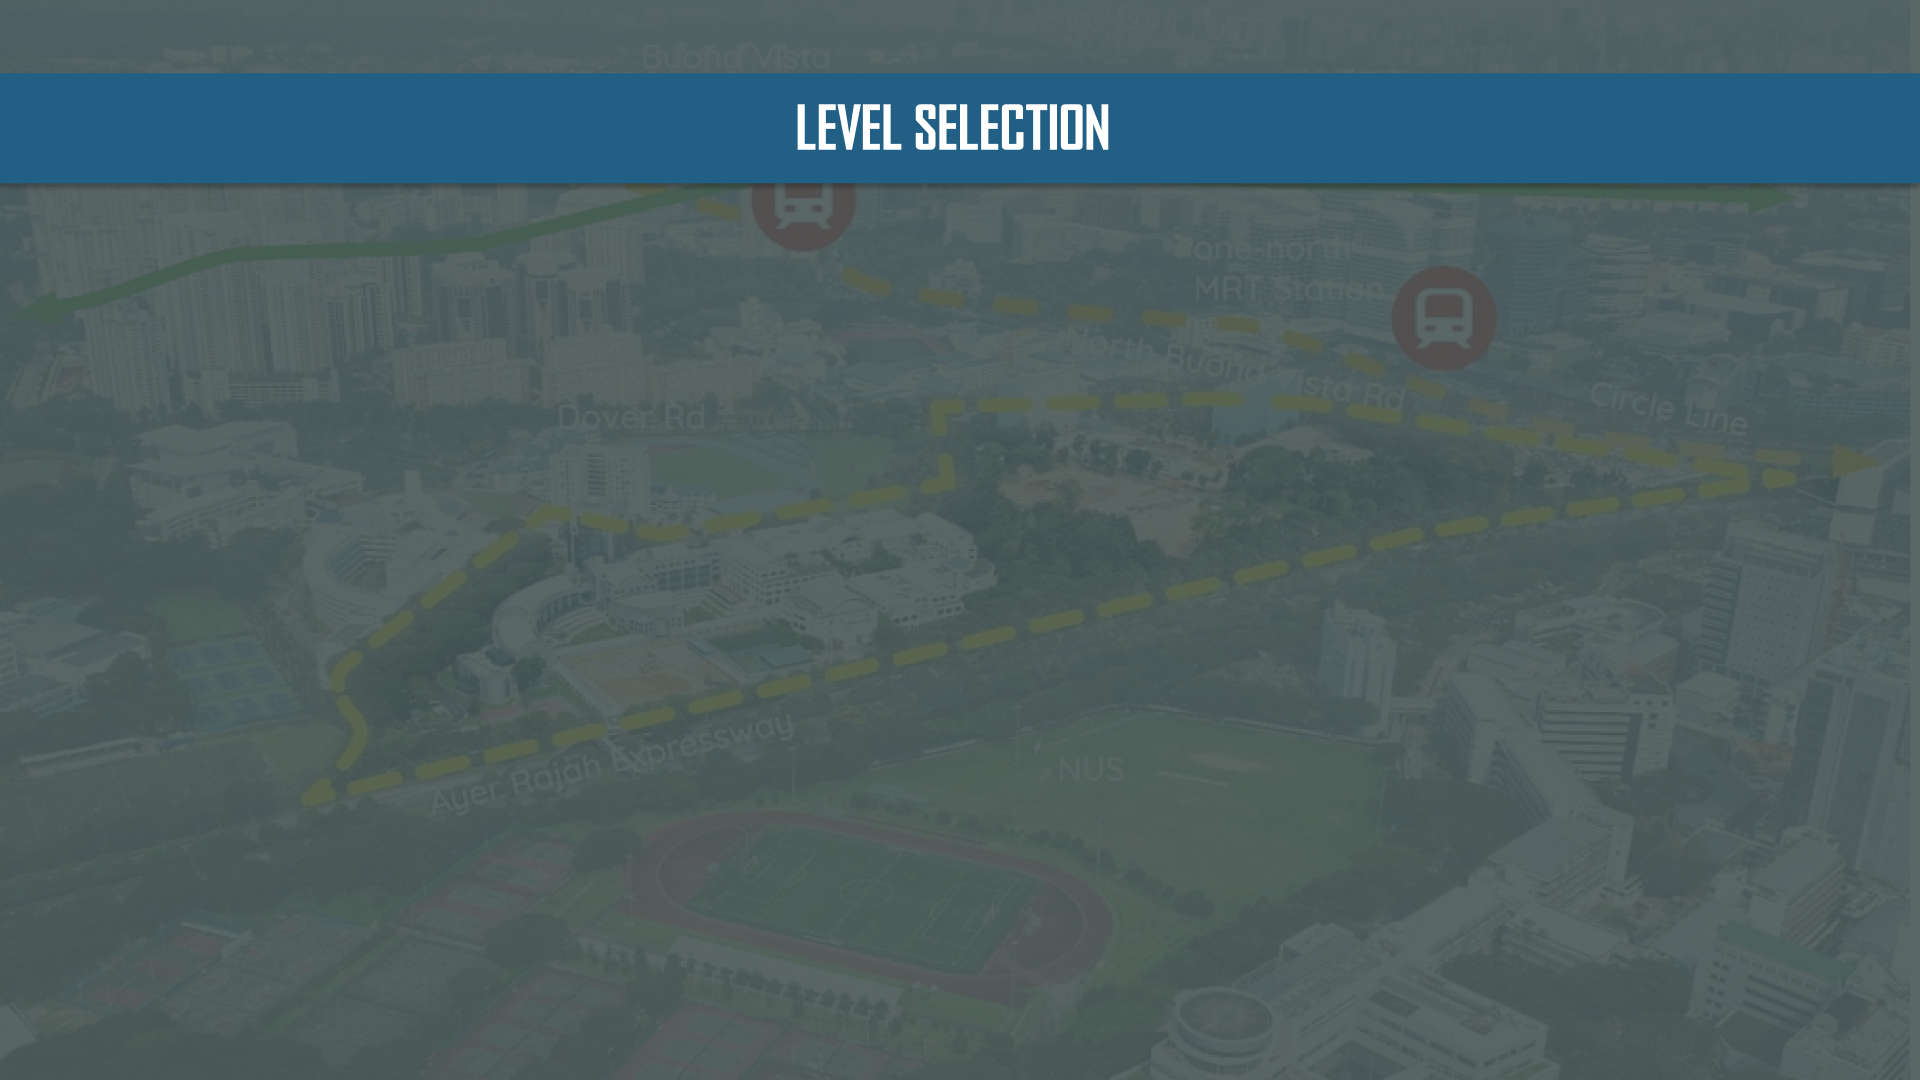 Buona Vista
LEVEL SELECTION
one-north
MRT Station
North Buona Vista Rd
Circle Line
Dover Rd
Ayer Rajah Expressway
NUS